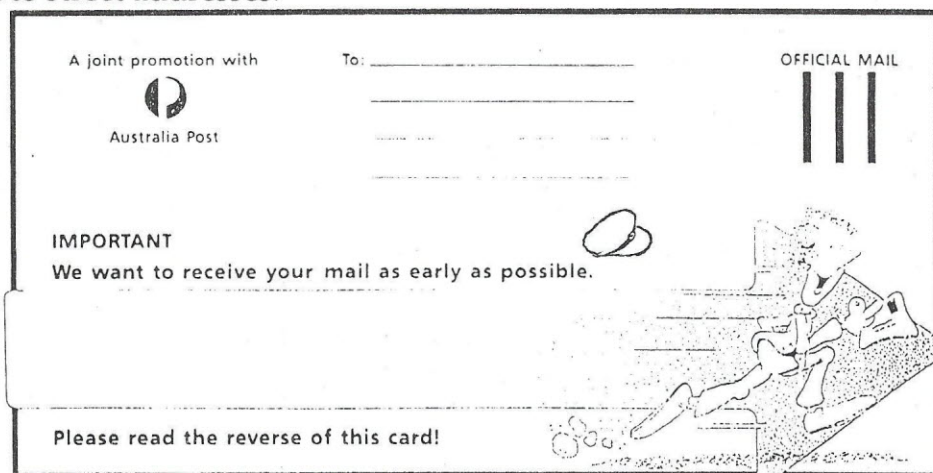 A joint promotion with
Australia Post
To:
OFFICIAL MAIL
IMPORTANT
We want to receive your mail as early as possible.
Please read the reverse of this card!